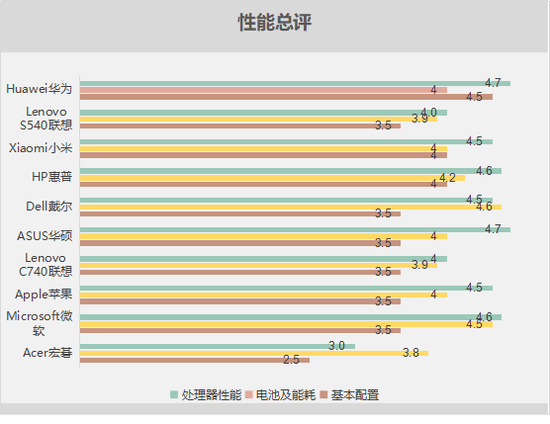 性能总评
Huawei华为
4.7
4
4.5
Lenovo
S540联想
4.0
3.9
3.5
Xiaomi小米
4.5
4
4
HP惠普
4.6
4.2
4
Dell戴尔
4.5
4.6
3.5
ASUS华硕
4.7
4
3.5
Lenovo
C740联想
4
3.9
3.5
Apple苹果
4.5
4
3.5
Microsoft微
软
4.6
4.5
3.5
Acer宏碁
3.0
3.8
2.5
处理器性能 电池及能耗 基本配置